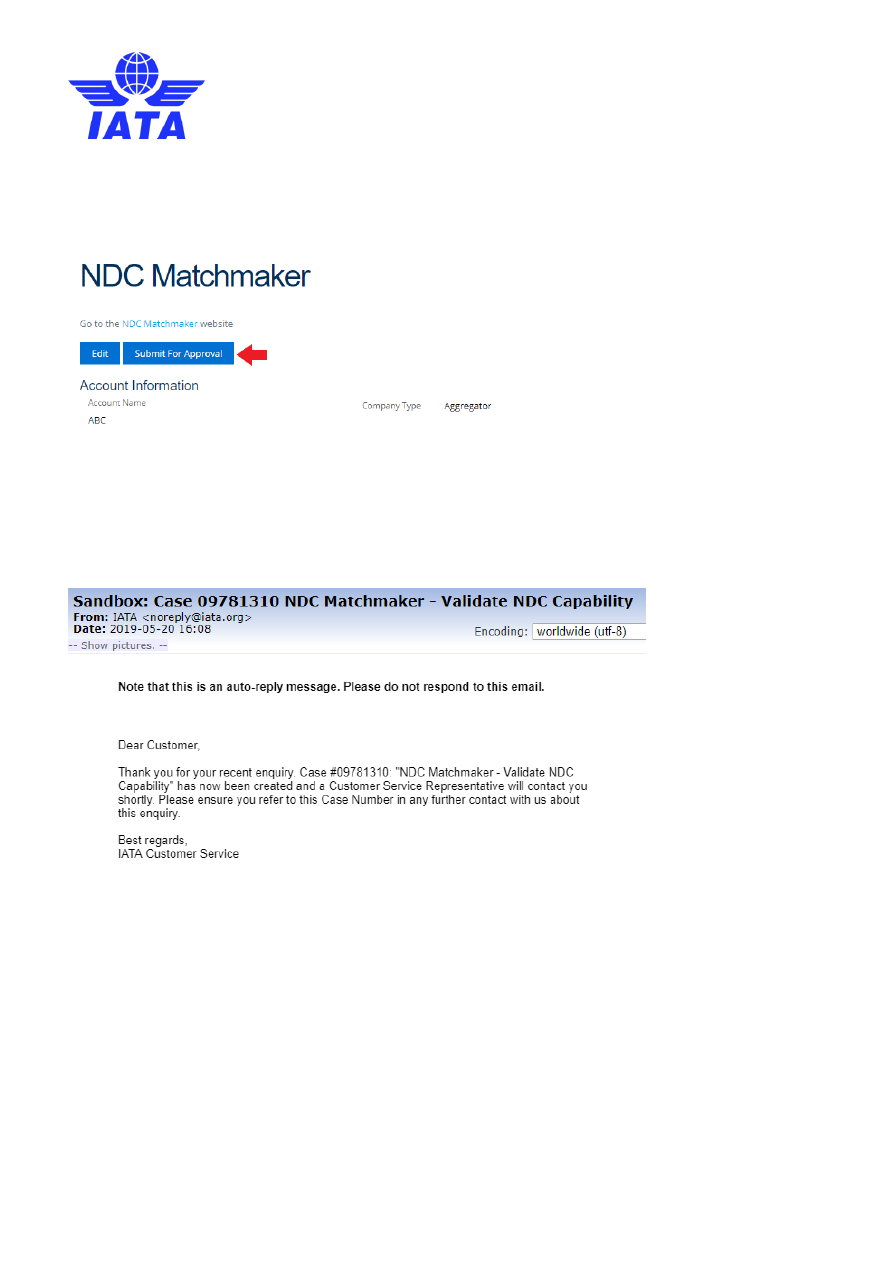 IATA
NDC Matchmaker
Go to the NDC Matchmaker website
Edit Submit For Approval
Account Information
Account Name
Company Type Aggregator
ABC
Sandbox: Case 09781310 NDC Matchmaker - Validate NDC Capability
From: IATA <noreply@iata.org>
Date: 2019-05-20 16:08
Encoding: worldwide (utf-8)
-- Show pictures. --
Note that this is an auto-reply message. Please do not respond to this email.
Dear Customer,
Thank you for your recent enquiry. Case #09781310: "NDC Matchmaker - Validate NDC
Capability" has now been created and a Customer Service Representative will contact you
shortly. Please ensure you refer to this Case Number in any further contact with us about
this enquiry.
Best regards,
IATA Customer Service